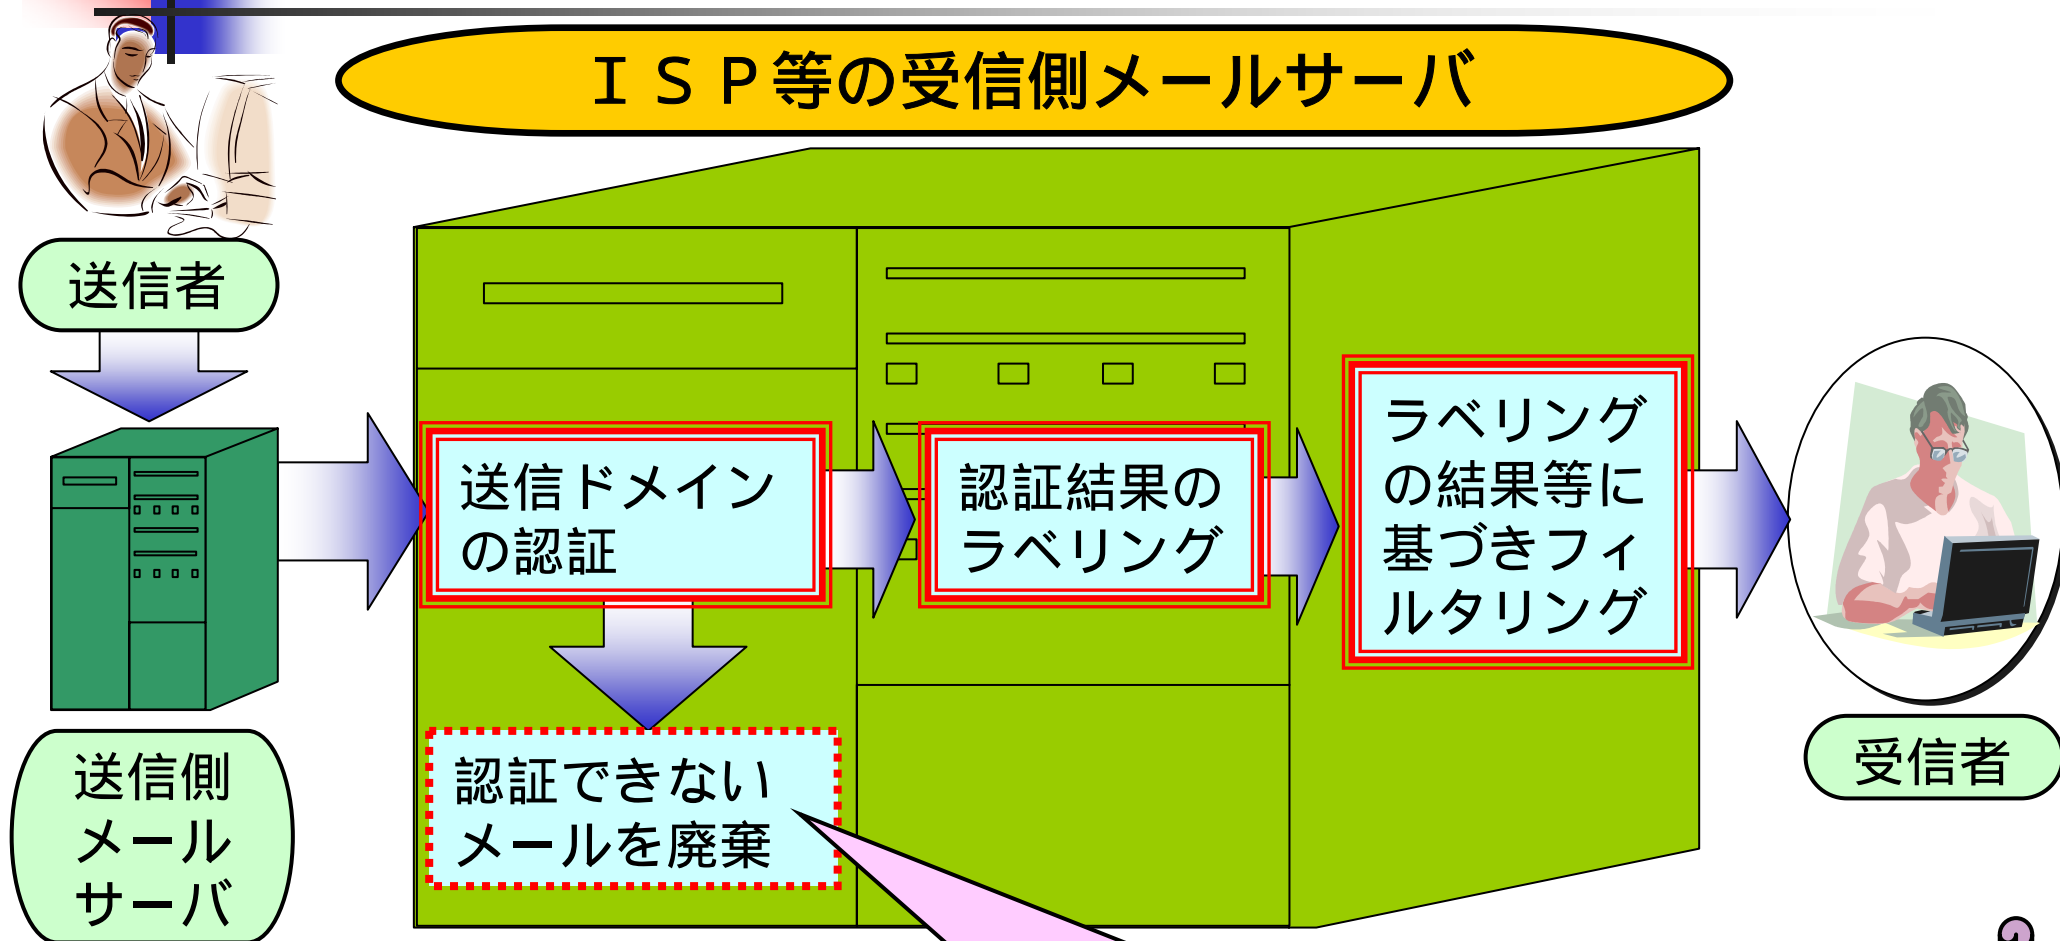 ＩＳＰ等の受信側メールサーバ
送信者
送信側
メール
サーバ
送信ドメイン
の認証
認証結果の
ラベリング
ラベリング
の結果等に
基づきフィ
ルタリング
認証できない
メールを廃棄
受信者